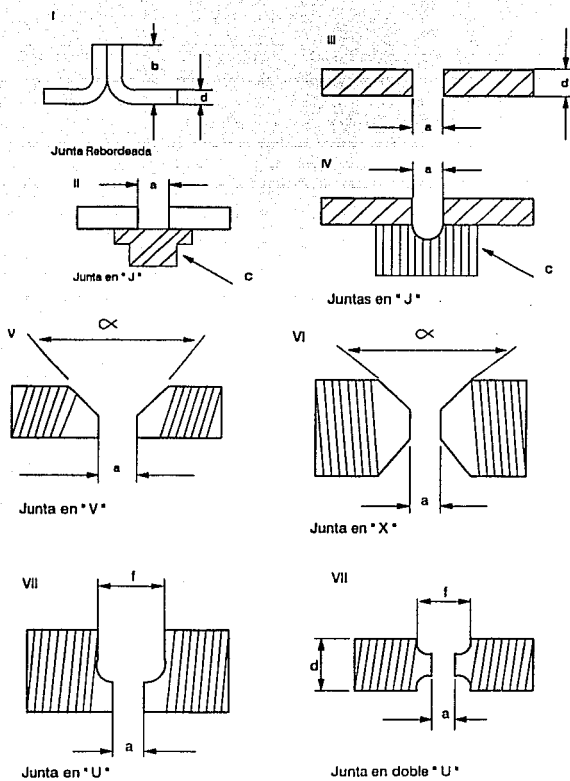 I
b
d
Junta Rebordeada
III
d
a
II
a
C
Junta en "J"
IV
a
C
Juntas en "J"
V
∝
a
Junta en "V"
VI
∝
a
Junta en "X"
VII
f
a
Junta en "U"
VII
f
d
a
Junta en doble "U"